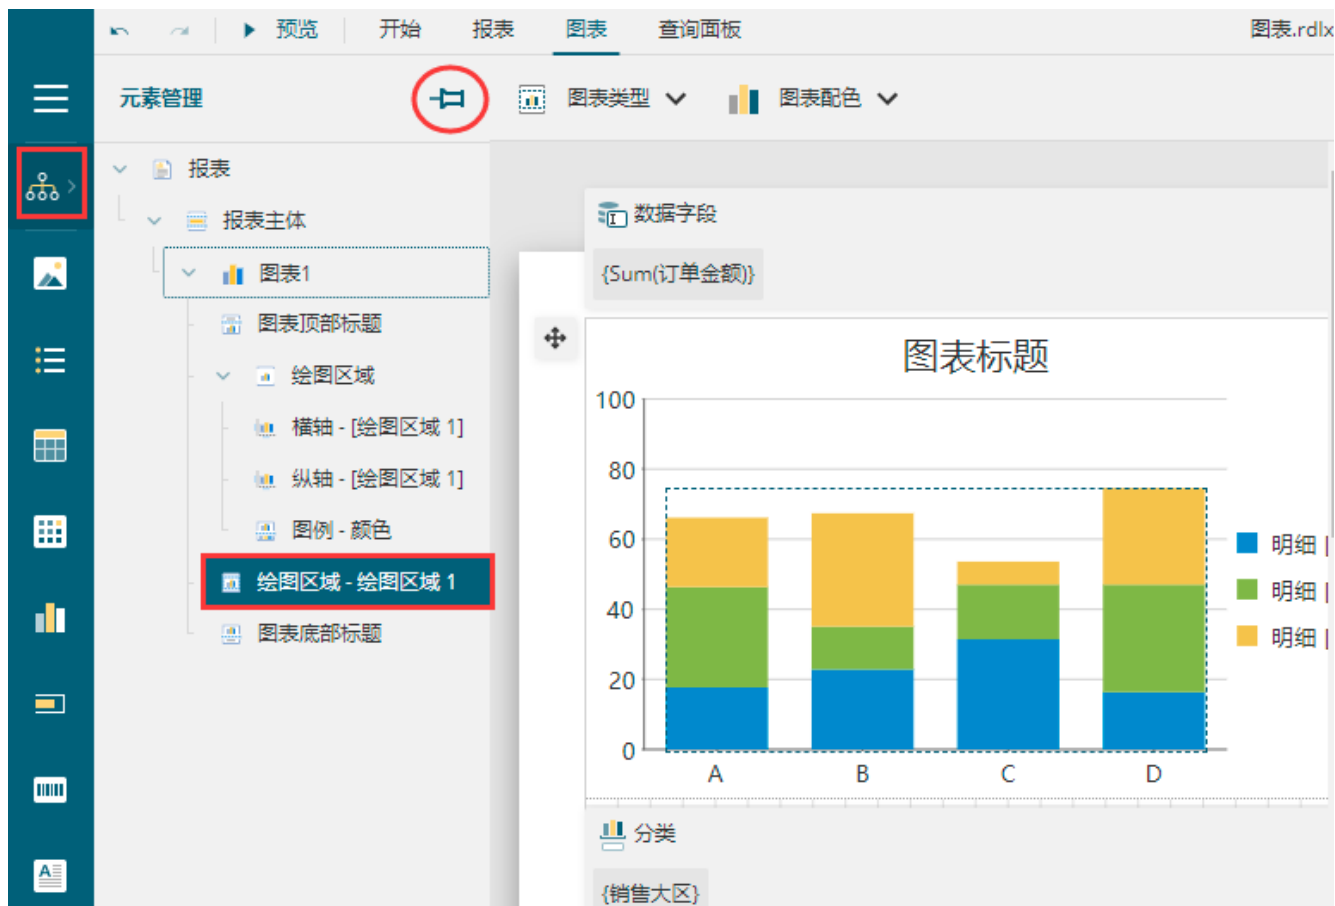 预览
开始
报表
图表
查询面板
图表.rdlx
元素管理
图表类型
图表配色
报表
报表主体
图表1
图表顶部标题
绘图区域
横轴 - [绘图区域 1]
纵轴 - [绘图区域 1]
图例 - 颜色
绘图区域 - 绘图区域 1
图表底部标题
数据字段
{Sum(订单金额)}
图表标题
100
80
60
40
20
0
A
B
C
D
明细 |
明细 |
明细 |
分类
{销售大区}